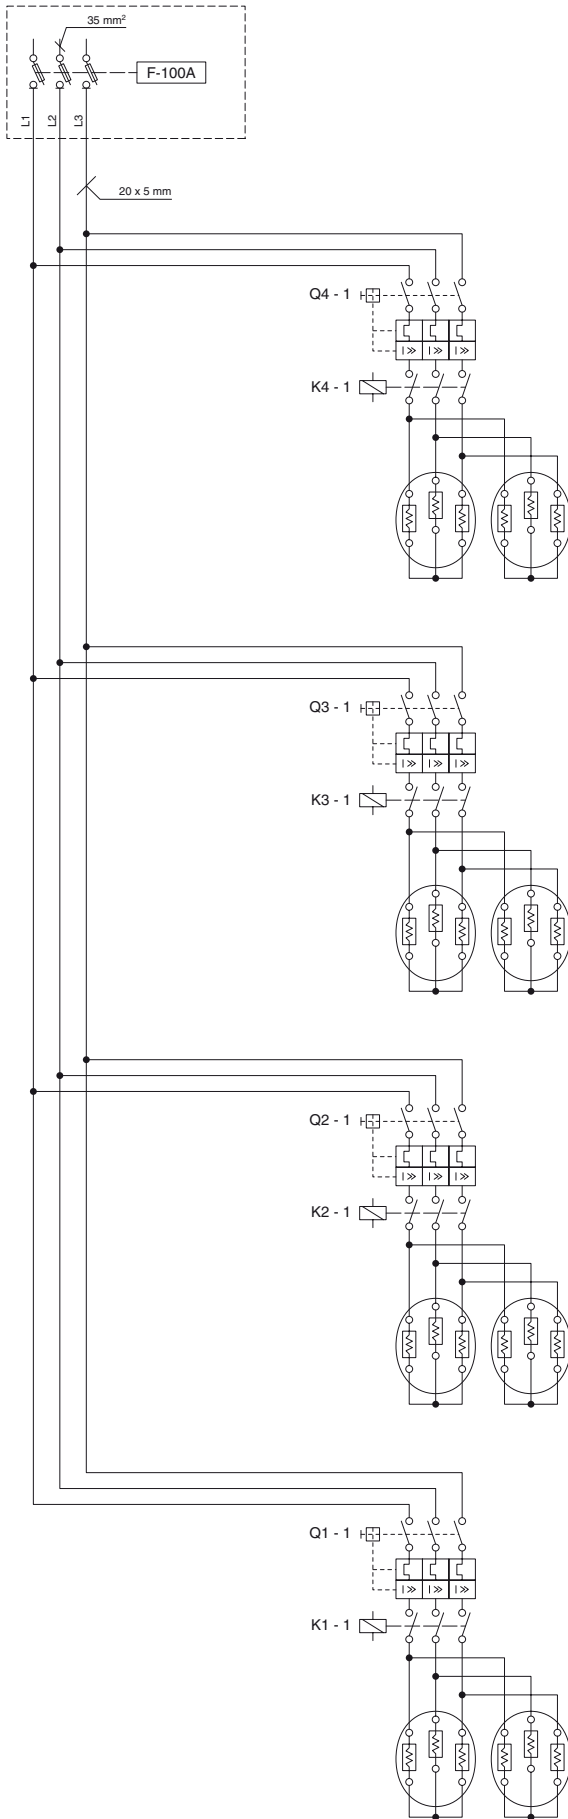 35 mm²
F-100A
L1
L2
L3
20 x 5 mm
Q4 - 1
I >>
I >>
I >>
K4 - 1
Q3 - 1
I >>
I >>
I >>
K3 - 1
Q2 - 1
I >>
I >>
I >>
K2 - 1
Q1 - 1
I >>
I >>
I >>
K1 - 1